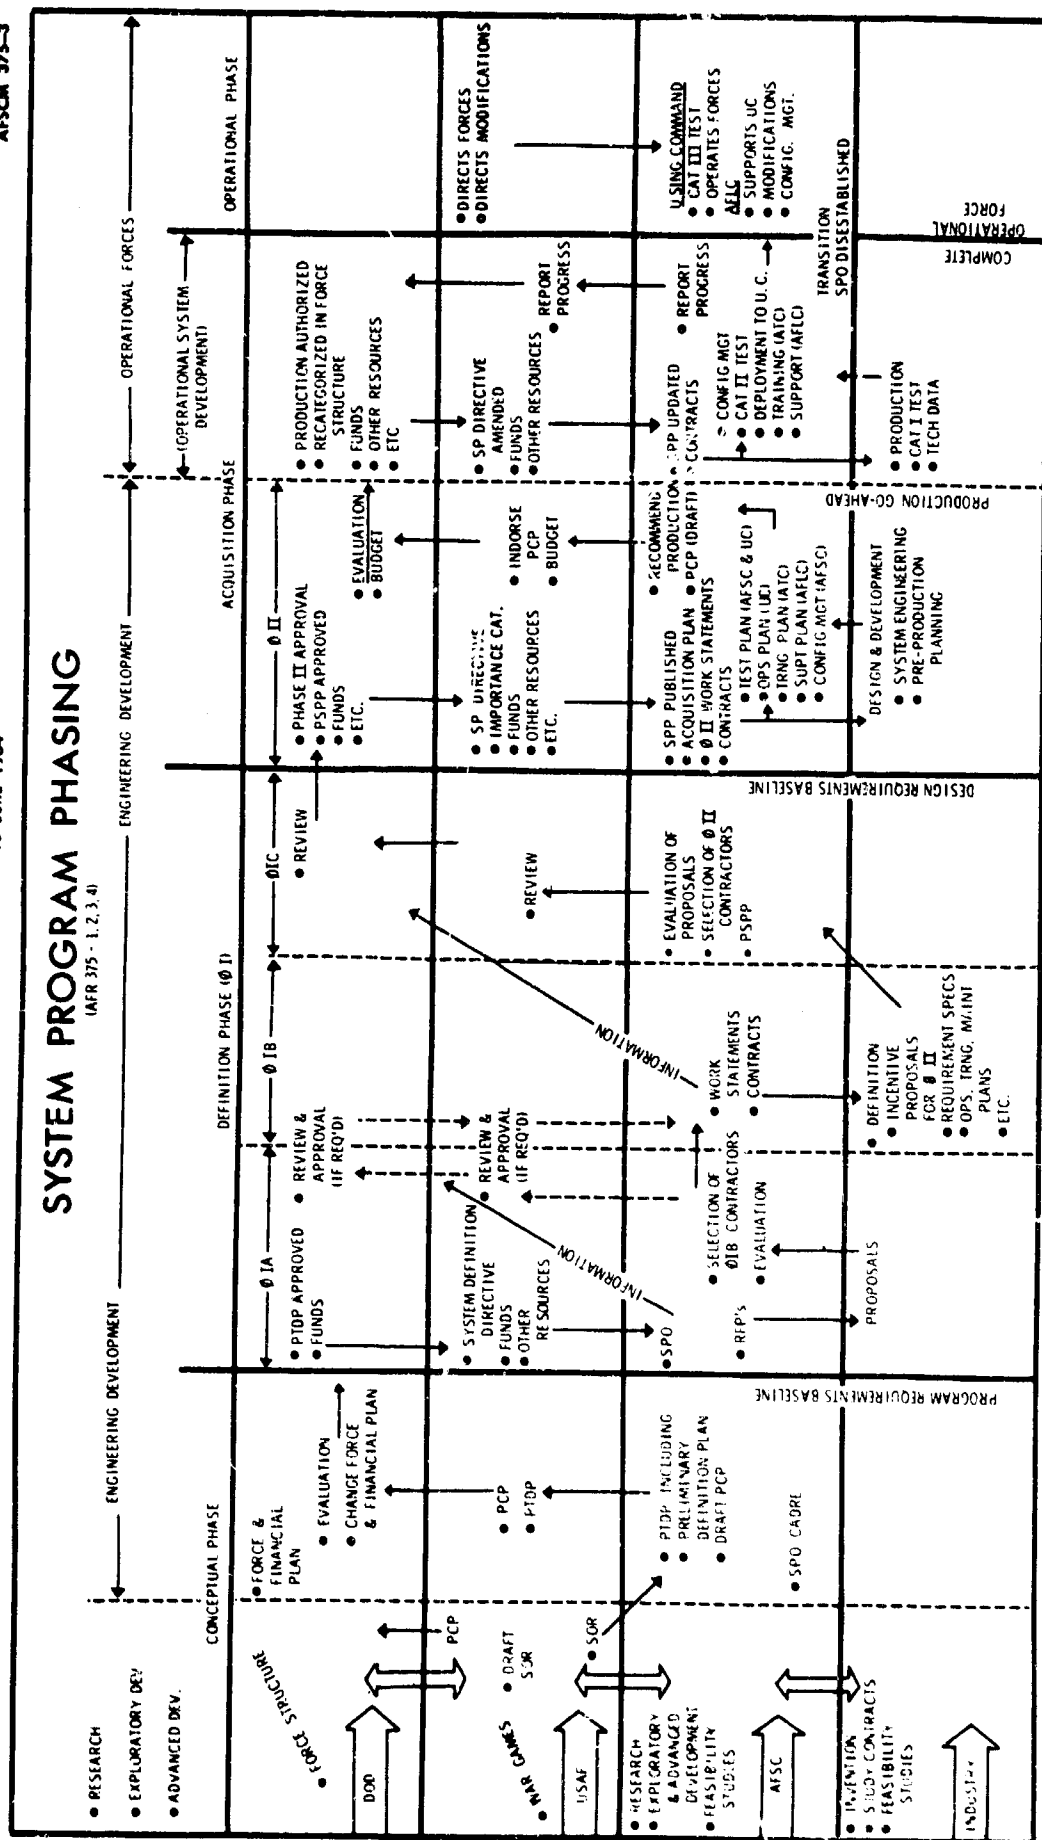 AFSCM 375-3
SYSTEM PROGRAM PHASING
(AFR 375 - 1, 2, 3, 4)
● RESEARCH
● EXPLORATORY DEV
● ADVANCED DEV.
ENGINEERING DEVELOPMENT
ENGINEERING DEVELOPMENT
OPERATIONAL FORCES
(OPERATIONAL SYSTEM
DEVELOPMENT)
CONCEPTUAL PHASE
DEFINITION PHASE (Ø I)
ACQUISITION PHASE
OPERATIONAL PHASE
Ø IA
Ø IB
ØIC
Ø II
● FORCE STRUCTURE
DOD
● FORCE &
FINANCIAL
PLAN
● EVALUATION
● CHANGE FORCE
& FINANCIAL PLAN
● PTDP APPROVED
● FUNDS
● REVIEW &
APPROVAL
(IF REQ'D)
● REVIEW
● PHASE II APPROVAL
● PSPP APPROVED
● FUNDS
● ETC.
● EVALUATION
● BUDGET
● PRODUCTION AUTHORIZED
● RECATEGORIZED IN FORCE
STRUCTURE
● FUNDS
● OTHER RESOURCES
● ETC
PCP
● WAR GAMES
● DRAFT
SOR
USAF
● SOR
● PCP
● PTDP
● SYSTEM DEFINITION
DIRECTIVE
● FUNDS
● OTHER
RESOURCES
INFORMATION
● REVIEW &
APPROVAL
(IF REQ'D)
INFORMATION
● REVIEW
● SP DIRECTIVE
● IMPORTANCE CAT.
● FUNDS
● OTHER RESOURCES
● ETC.
● INDORSE
PCP
● BUDGET
● SP DIRECTIVE
AMENDED
● FUNDS
● OTHER RESOURCES
● REPORT
PROGRESS
● DIRECTS FORCES
● DIRECTS MODIFICATIONS
● RESEARCH
● EXPLORATORY
& ADVANCED
DEVELOPMENT
● FEASIBILITY
STUDIES
AFSC
● PTDP INCLUDING
● PRELIMINARY
DEFINITION PLAN
● DRAFT PCP
● SPO CADRE
● SPO
● RFP'S
● SELECTION OF
ØIB CONTRACTORS
● EVALUATION
● WORK
STATEMENTS
● CONTRACTS
● EVALUATION OF
PROPOSALS
● SELECTION OF Ø II
CONTRACTORS
● PSPP
● SPP PUBLISHED
● ACQUISITION PLAN
● Ø II WORK STATEMENTS
● CONTRACTS
● TEST PLAN (AFSC & UC)
● OPS PLAN (UC)
● TRNG PLAN (ATC)
● SUPT PLAN (AFLC)
● CONFIG MGT (AFSC)
● RECOMMEND
PRODUCTION
● PCP (DRAFT)
● SPP UPDATED
● CONTRACTS
● CONFIG MGT
● CAT II TEST
● DEPLOYMENT TO U.C.
● TRAINING (ATC)
● SUPPORT (AFLC)
● REPORT
PROGRESS
USING COMMAND
● CAT III TEST
● OPERATES FORCES
AFLC
● SUPPORTS UC
● MODIFICATIONS
● CONFIG. MGT.
TRANSITION
SPO DISESTABLISHED
● INVENTION
● STUDY CONTRACTS
● FEASIBILITY
STUDIES
INDUSTRY
PROGRAM REQUIREMENTS BASELINE
PROPOSALS
● DEFINITION
● INCENTIVE
PROPOSALS
FOR Ø II
● REQUIREMENT SPECS
● OPS, TRNG, MAINT
PLANS
● ETC.
DESIGN REQUIREMENTS BASELINE
DESIGN & DEVELOPMENT
● SYSTEM ENGINEERING
● PRE-PRODUCTION
PLANNING
PRODUCTION GO-AHEAD
● PRODUCTION
● CAT I TEST
● TECH DATA
COMPLETE
OPERATIONAL
FORCE